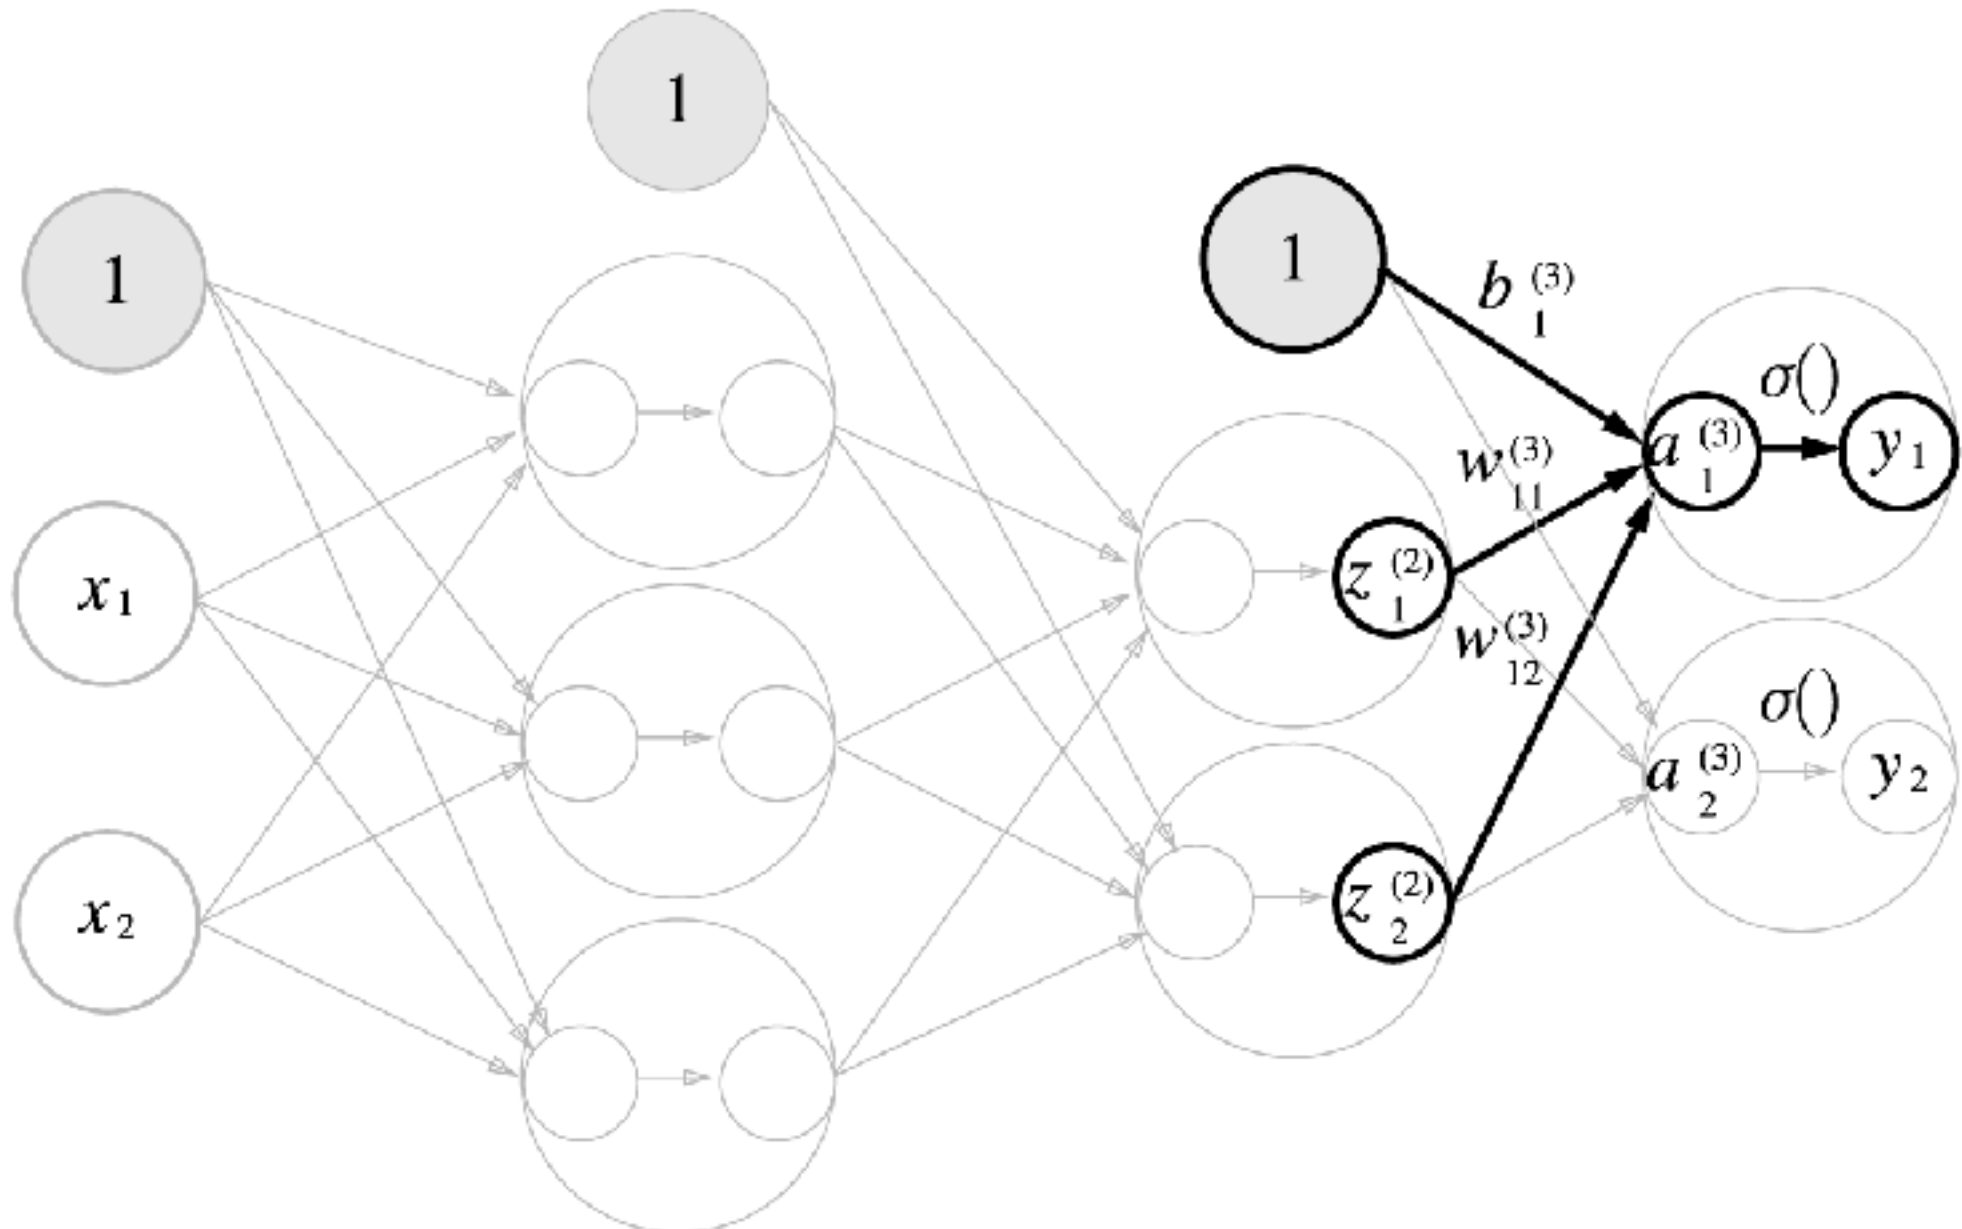 1
1
1
b₁⁽³⁾
σ()
w₁₁⁽³⁾
a₁⁽³⁾
y₁
x₁
z₁⁽²⁾
w₁₂⁽³⁾
σ()
a₂⁽³⁾
y₂
x₂
z₂⁽²⁾